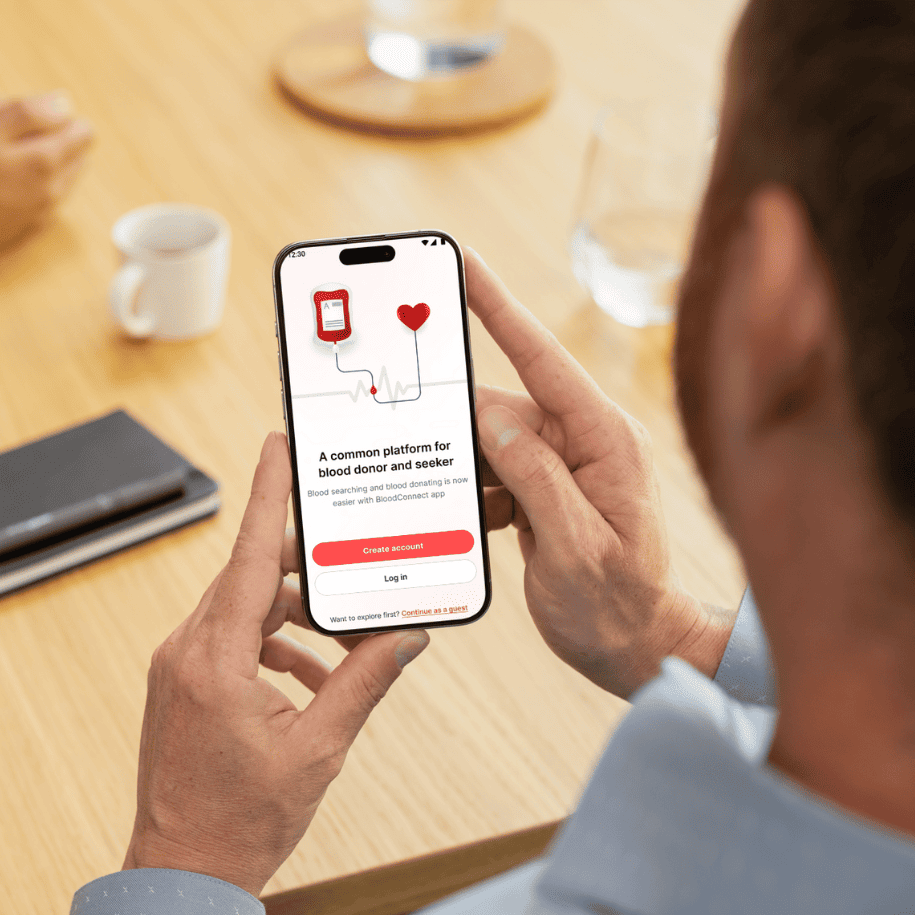 12:30
A
A common platform for
blood donor and seeker
Blood searching and blood donating is now
easier with BloodConnect app
Create account
Log in
Want to explore first? Continue as a guest